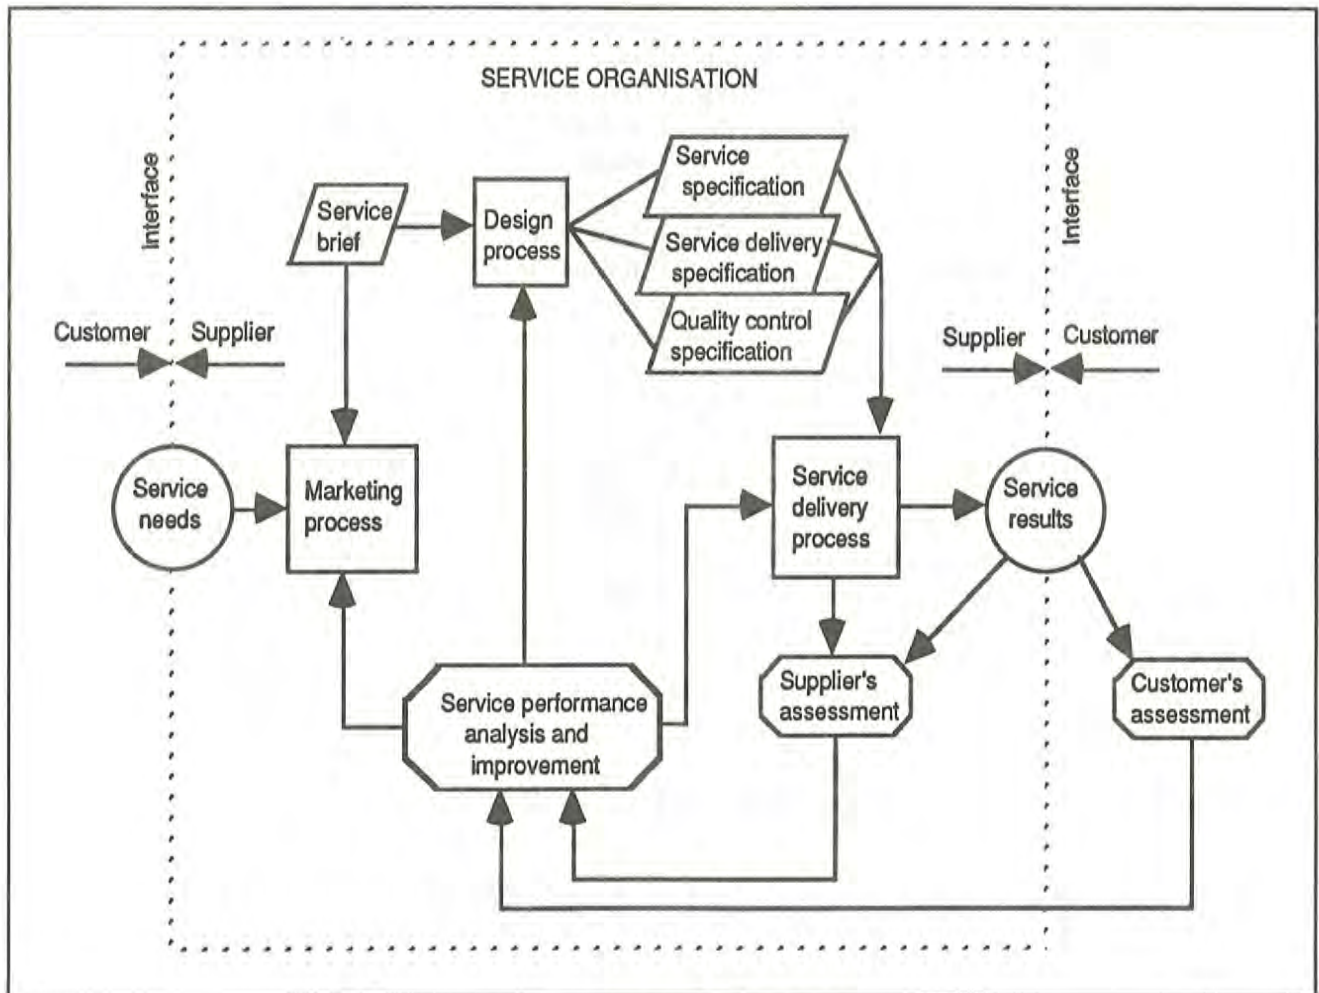 SERVICE ORGANISATION
Interface
Interface
Service
specification
Service
brief
Design
process
Service delivery
specification
Quality control
specification
Customer
Supplier
Supplier
Customer
Service
needs
Marketing
process
Service
delivery
process
Service
results
Service performance
analysis and
improvement
Supplier's
assessment
Customer's
assessment